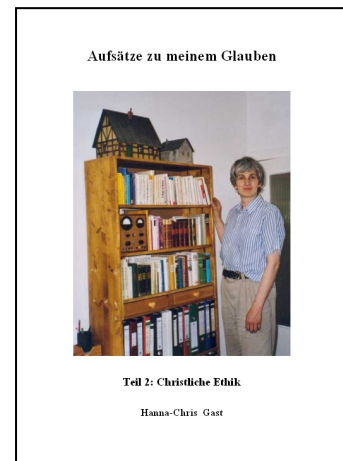 Aufsätze zu meinem Glauben
Teil 2: Christliche Ethik
Hanna-Chris Gast